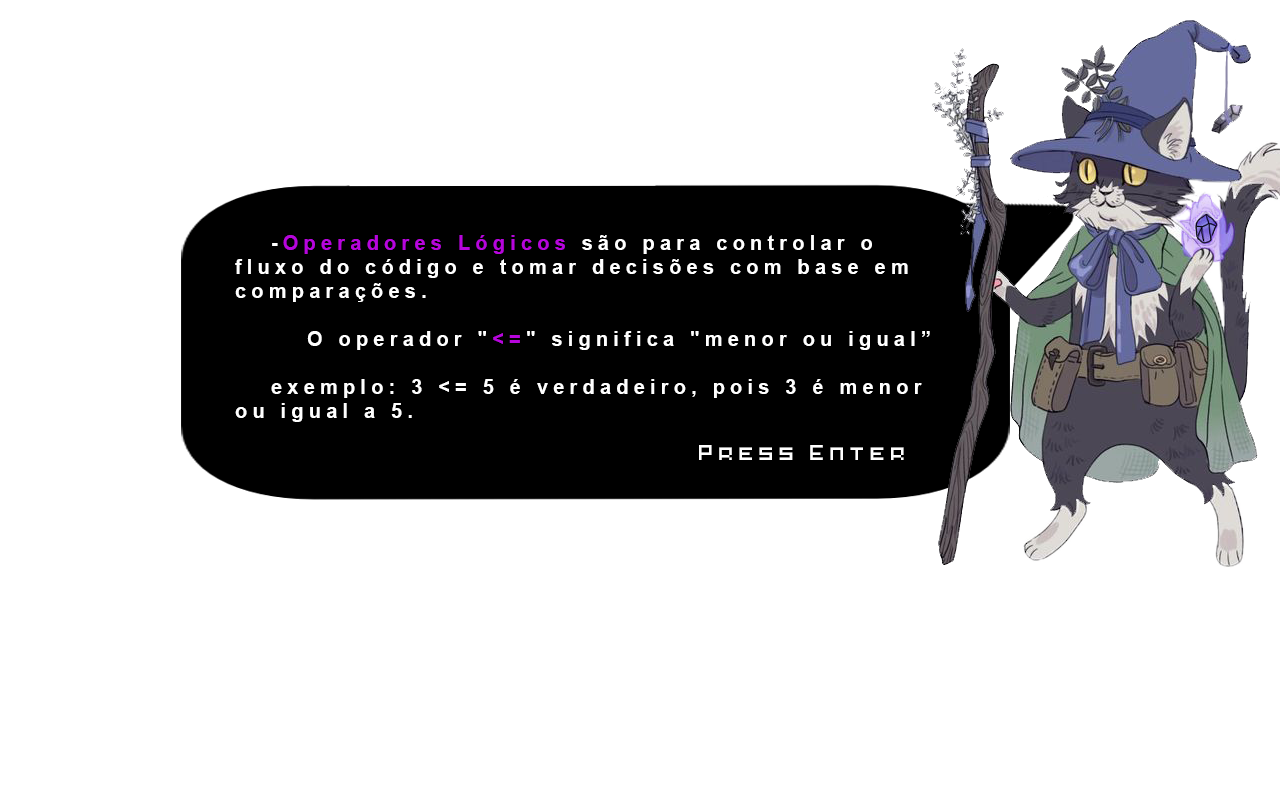 -Operadores Lógicos são para controlar o
fluxo do código e tomar decisões com base em
comparações.
O operador "<=" significa "menor ou igual”
exemplo: 3 <= 5 é verdadeiro, pois 3 é menor
ou igual a 5.
Press Enter